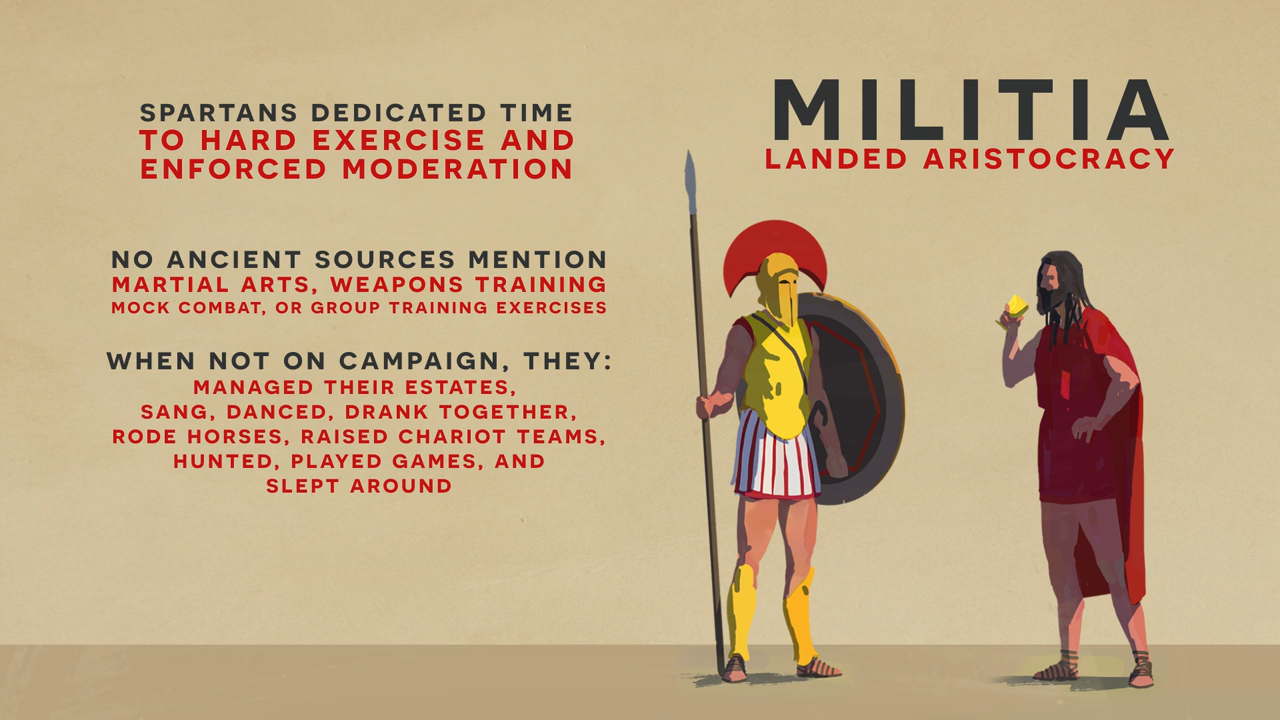 SPARTANS DEDICATED TIME
TO HARD EXERCISE AND
ENFORCED MODERATION
NO ANCIENT SOURCES MENTION
MARTIAL ARTS, WEAPONS TRAINING
MOCK COMBAT, OR GROUP TRAINING EXERCISES
WHEN NOT ON CAMPAIGN, THEY:
MANAGED THEIR ESTATES,
SANG, DANCED, DRANK TOGETHER,
RODE HORSES, RAISED CHARIOT TEAMS,
HUNTED, PLAYED GAMES, AND
SLEPT AROUND
MILITIA
LANDED ARISTOCRACY